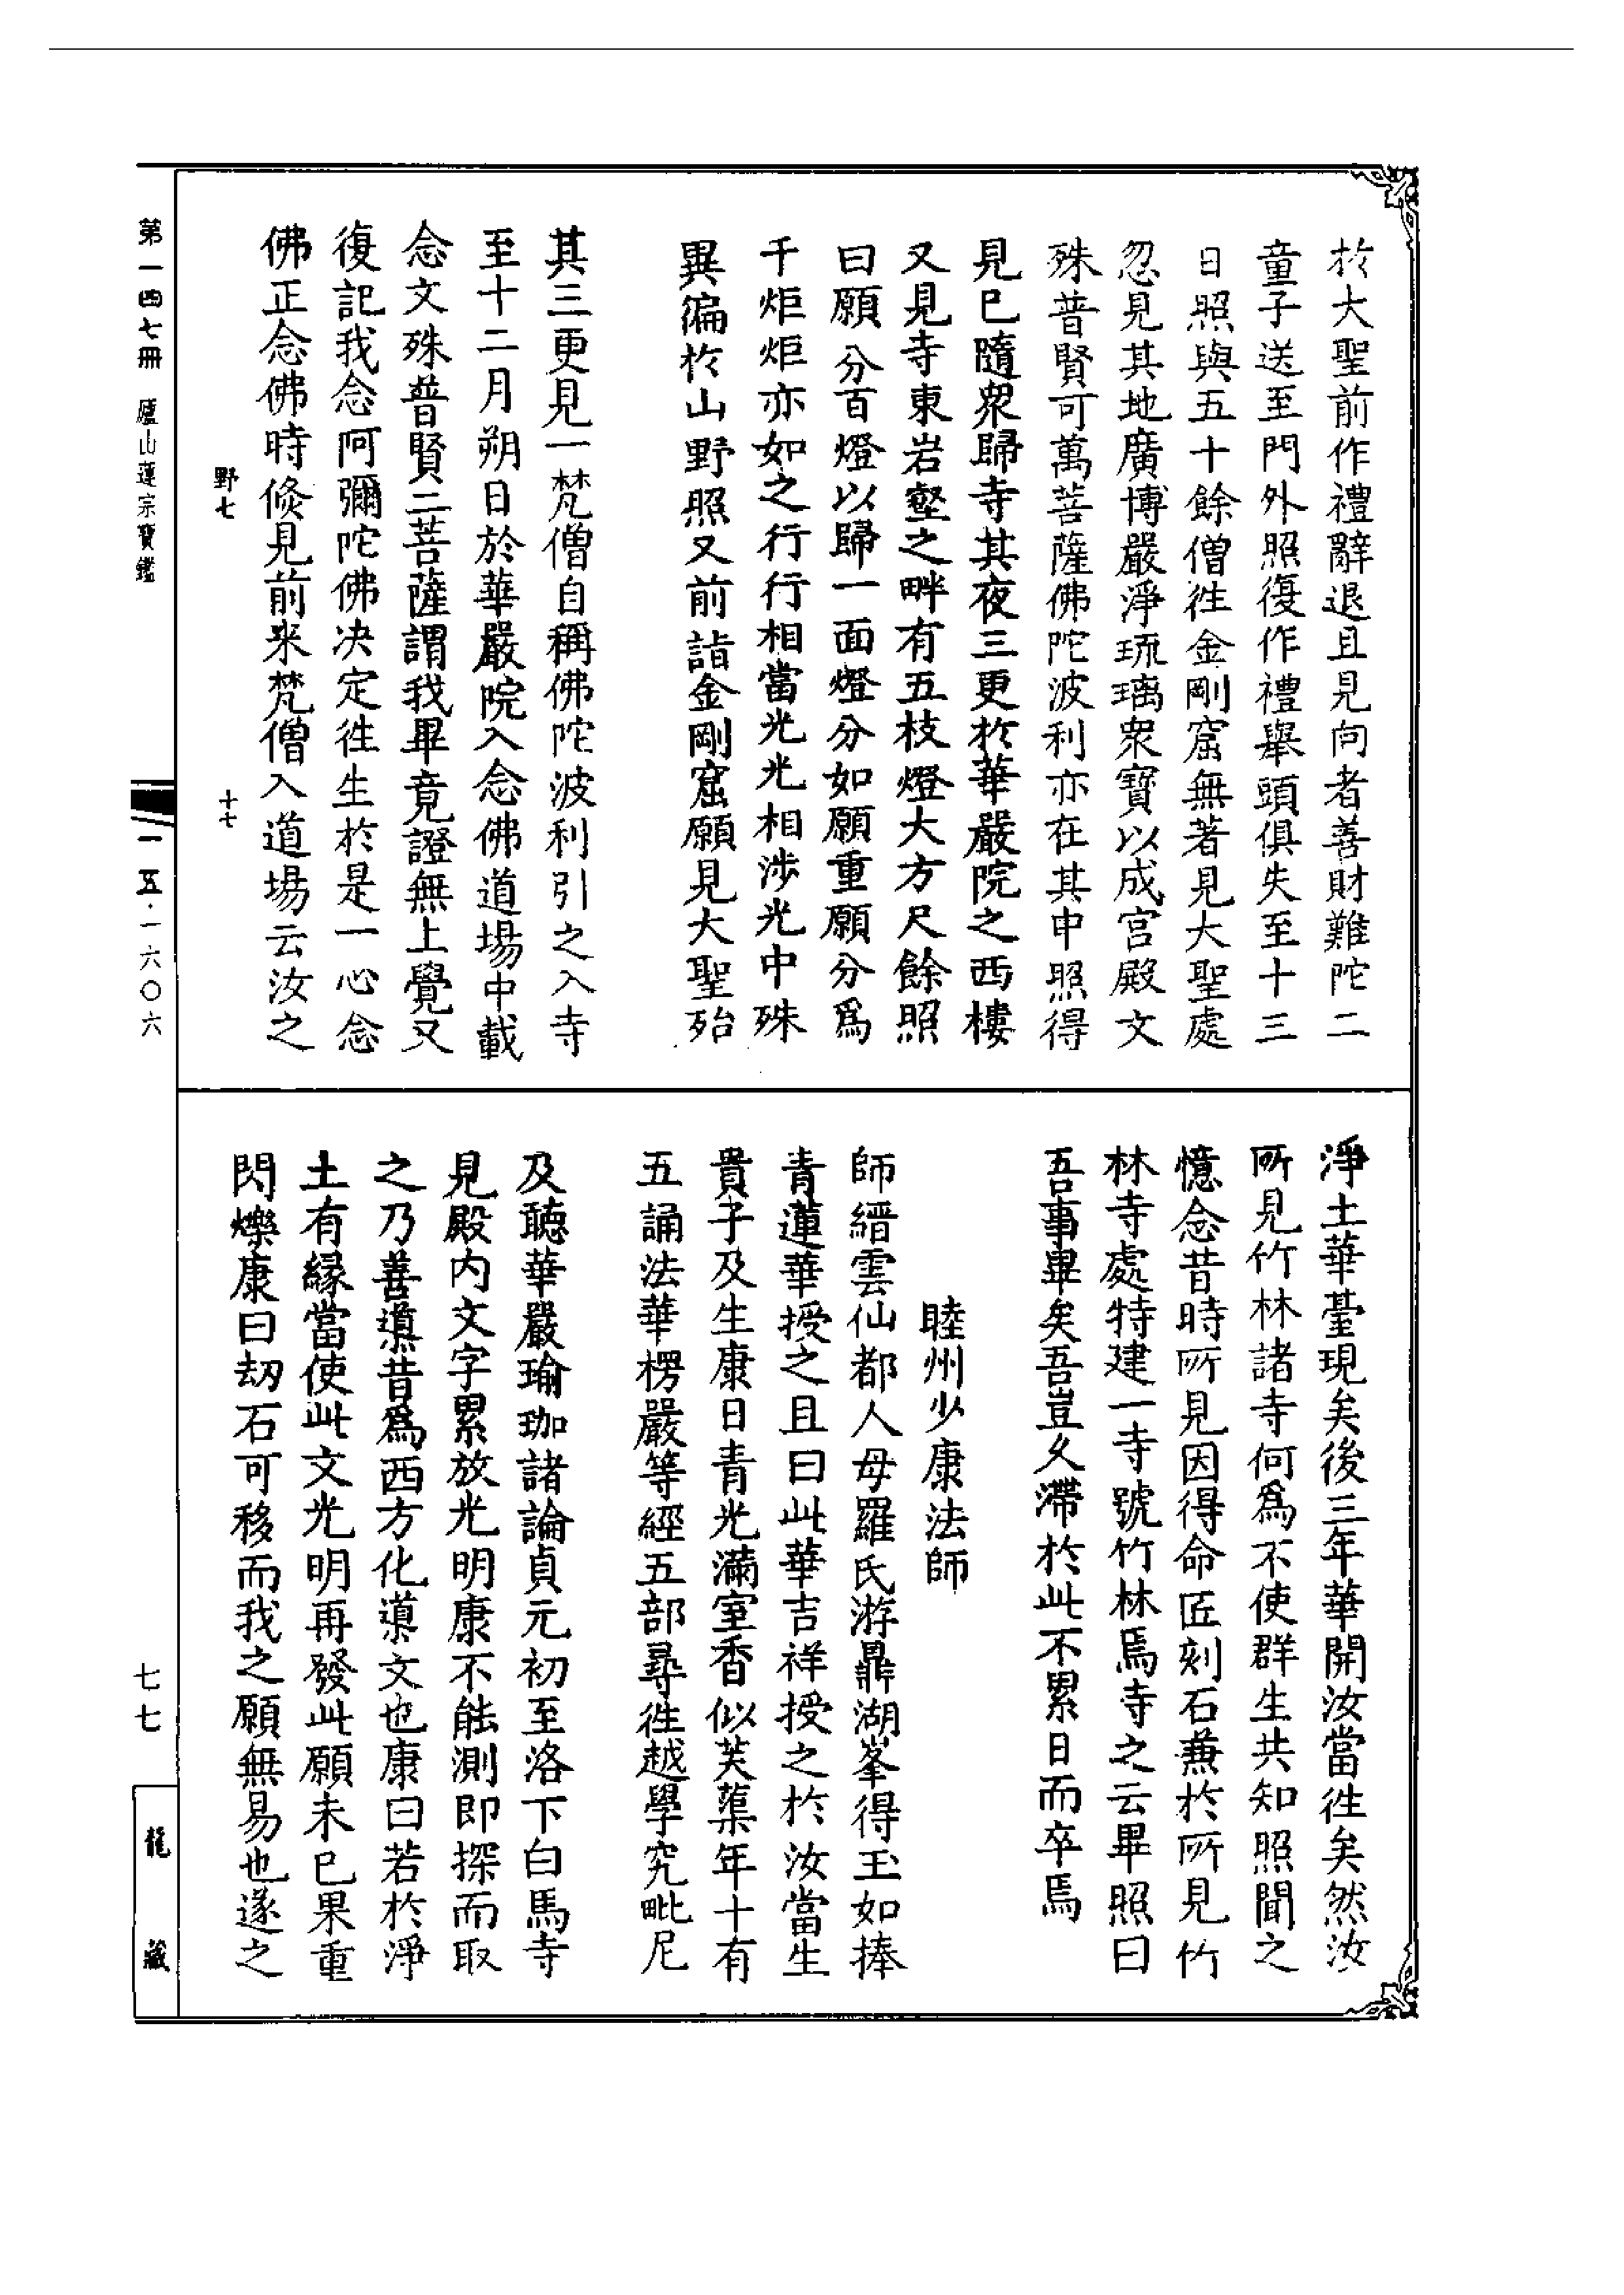 於大聖前作禮辭退且見向者善財難陀二
童子送至門外照復作禮舉頭俱失至十三
日照與五十餘僧徃金剛窟無著見大聖處
忽見其地廣博嚴淨琉璃衆寶以成宫殿文
殊普賢可萬菩薩佛陀波利亦在其中照得
見已隨衆歸寺其夜三更於華嚴院之西樓
又見寺東岩壑之畔有五枝燈大方尺餘照
曰願分百燈以歸一面燈分如願重願分爲
千炬炬亦如之行行相當光光相涉光中殊
異徧於山野照又前詣金剛窟願見大聖殆
其三更見一梵僧自稱佛陀波利引之入寺
至十二月朔日於華嚴院入念佛道場中載
念文殊普賢二菩薩謂我畢竟證無上覺又
復記我念阿彌陀佛决定徃生於是一心念
佛正念佛時倐見前来梵僧入道場云汝之
野七
十七
淨土華臺現矣後三年華開汝當徃矣然汝
所見竹林諸寺何爲不使群生共知照聞之
憶念昔時所見因得命匠刻石兼於所見竹
林寺處特建一寺號竹林焉寺之云畢照曰
吾事畢矣吾豈久滯於此不累日而卒焉
睦州少康法師
師縉雲仙都人母羅氏游鼎湖峯得玉如捧
青蓮華授之且曰此華吉祥授之於汝當生
貴子及生康日青光滿室香似芙蕖年十有
五誦法華楞嚴等經五部尋徃越學究毗尼
及聽華嚴瑜珈諸論貞元初至洛下白馬寺
見殿内文字累放光明康不能測即探而取
之乃善導昔爲西方化導文也康曰若於淨
土有緣當使此文光明再發此願未已果重
閃爍康曰刼石可移而我之願無易也遂之
第一四七冊 廬山蓮宗寶鑑
一五·一六〇六
七七
龍藏